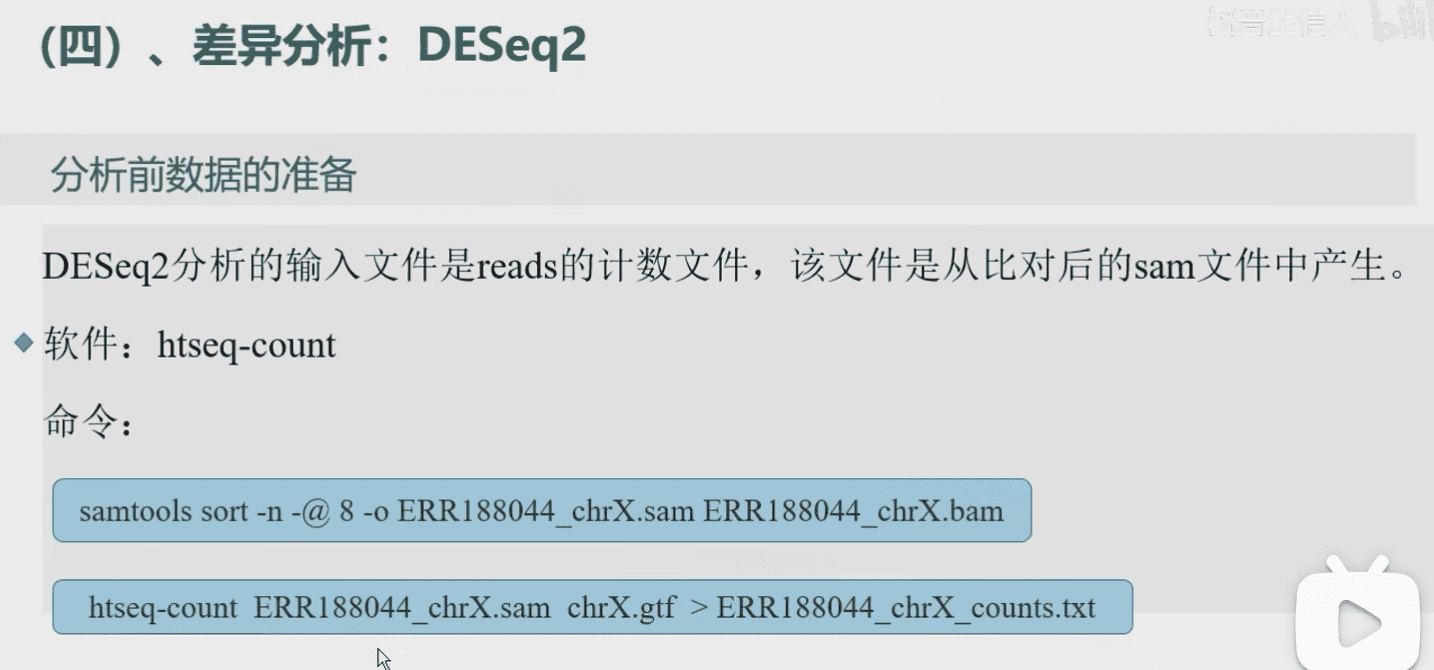 (四) 、差异分析：DESeq2
分析前数据的准备
DESeq2分析的输入文件是reads的计数文件，该文件是从比对后的sam文件中产生。
软件：htseq-count
命令：
samtools sort -n -@ 8 -o ERR188044_chrX.sam ERR188044_chrX.bam
htseq-count ERR188044_chrX.sam chrX.gtf > ERR188044_chrX_counts.txt